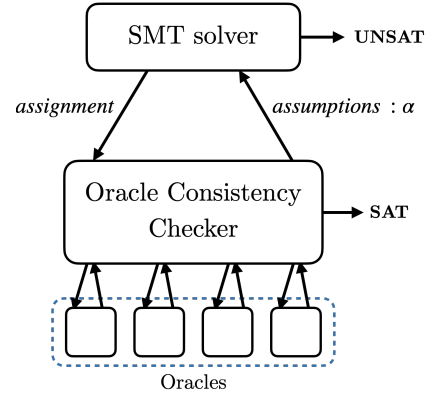 SMT solver
UNSAT
assignment
assumptions : α
Oracle Consistency
Checker
SAT
Oracles